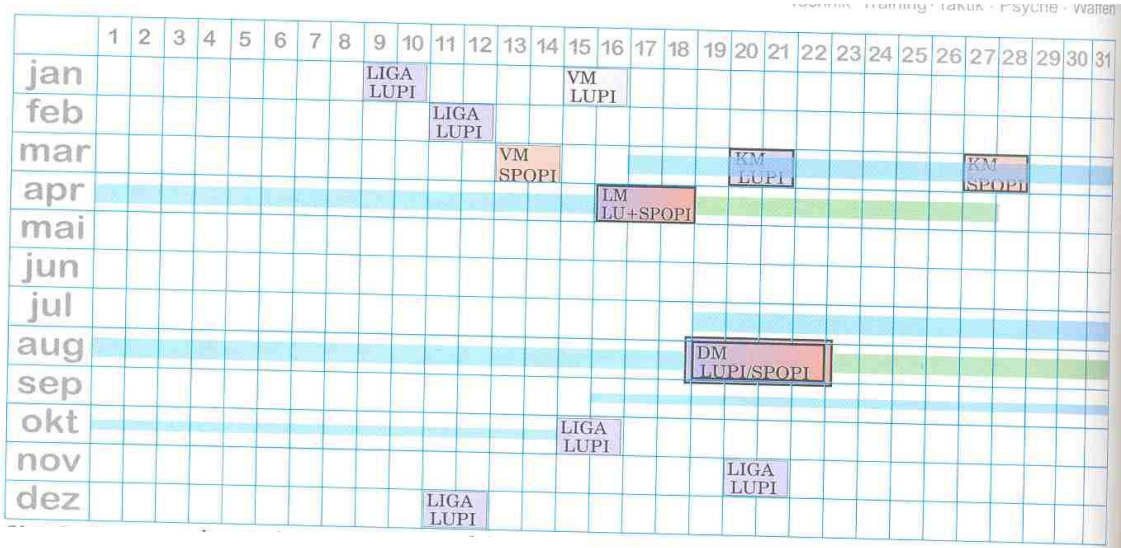 Technik · Training · Taktik · Psyche · Waffen
1 2 3 4 5 6 7 8 9 10 11 12 13 14 15 16 17 18 19 20 21 22 23 24 25 26 27 28 29 30 31
jan
LIGA
LUPI
VM
LUPI
feb
LIGA
LUPI
mar
VM
SPOPI
KM
LUPI
KM
SPOPI
apr
LM
LU+SPOPI
mai
jun
jul
aug
DM
LUPI/SPOPI
sep
okt
LIGA
LUPI
nov
LIGA
LUPI
dez
LIGA
LUPI